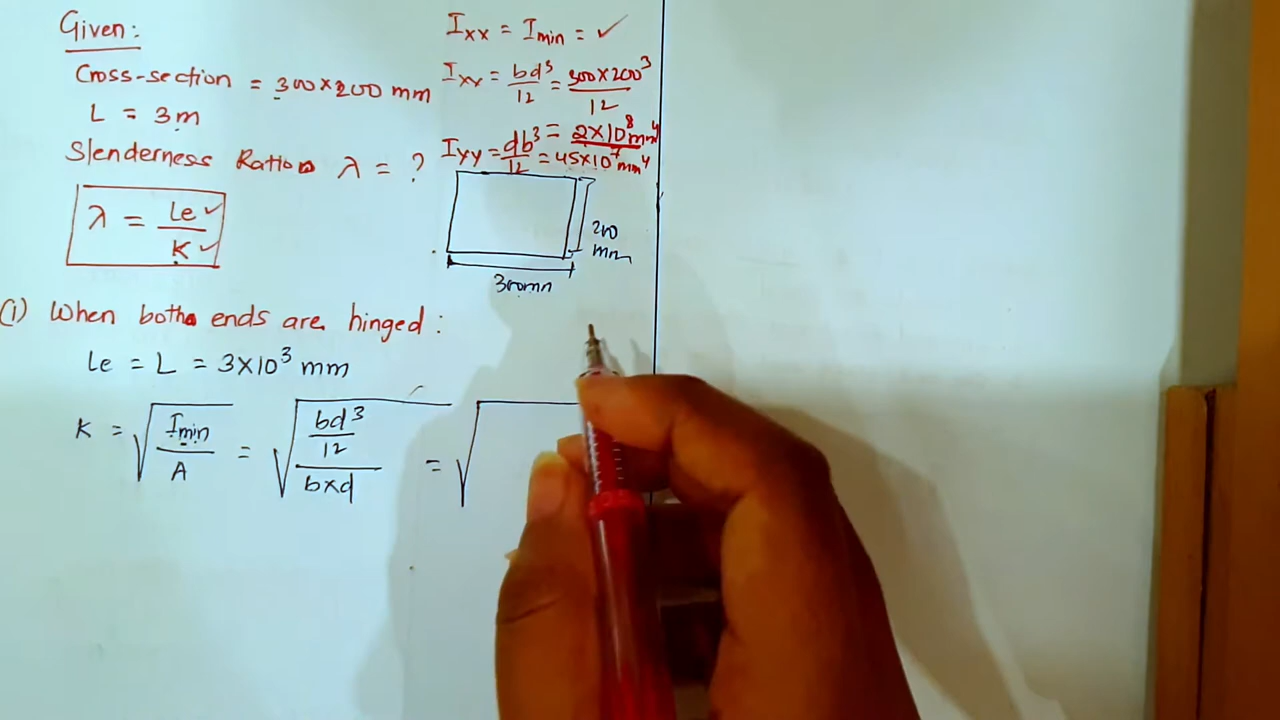 Given:
Cross-section = 300×200 mm
L = 3m
Slenderness Ratio λ = ?
λ = Le / K
Ixx = Imin = ✓
Ixx = bd³/12 = 300×200³/12
= 2×10⁸ mm⁴
Iyy = db³/12 = 45×10⁷ mm⁴
200
mm
300mm
(i) When both ends are hinged :
Le = L = 3×10³ mm
K = √(Imin/A) = √((bd³/12)/(b×d)) = √